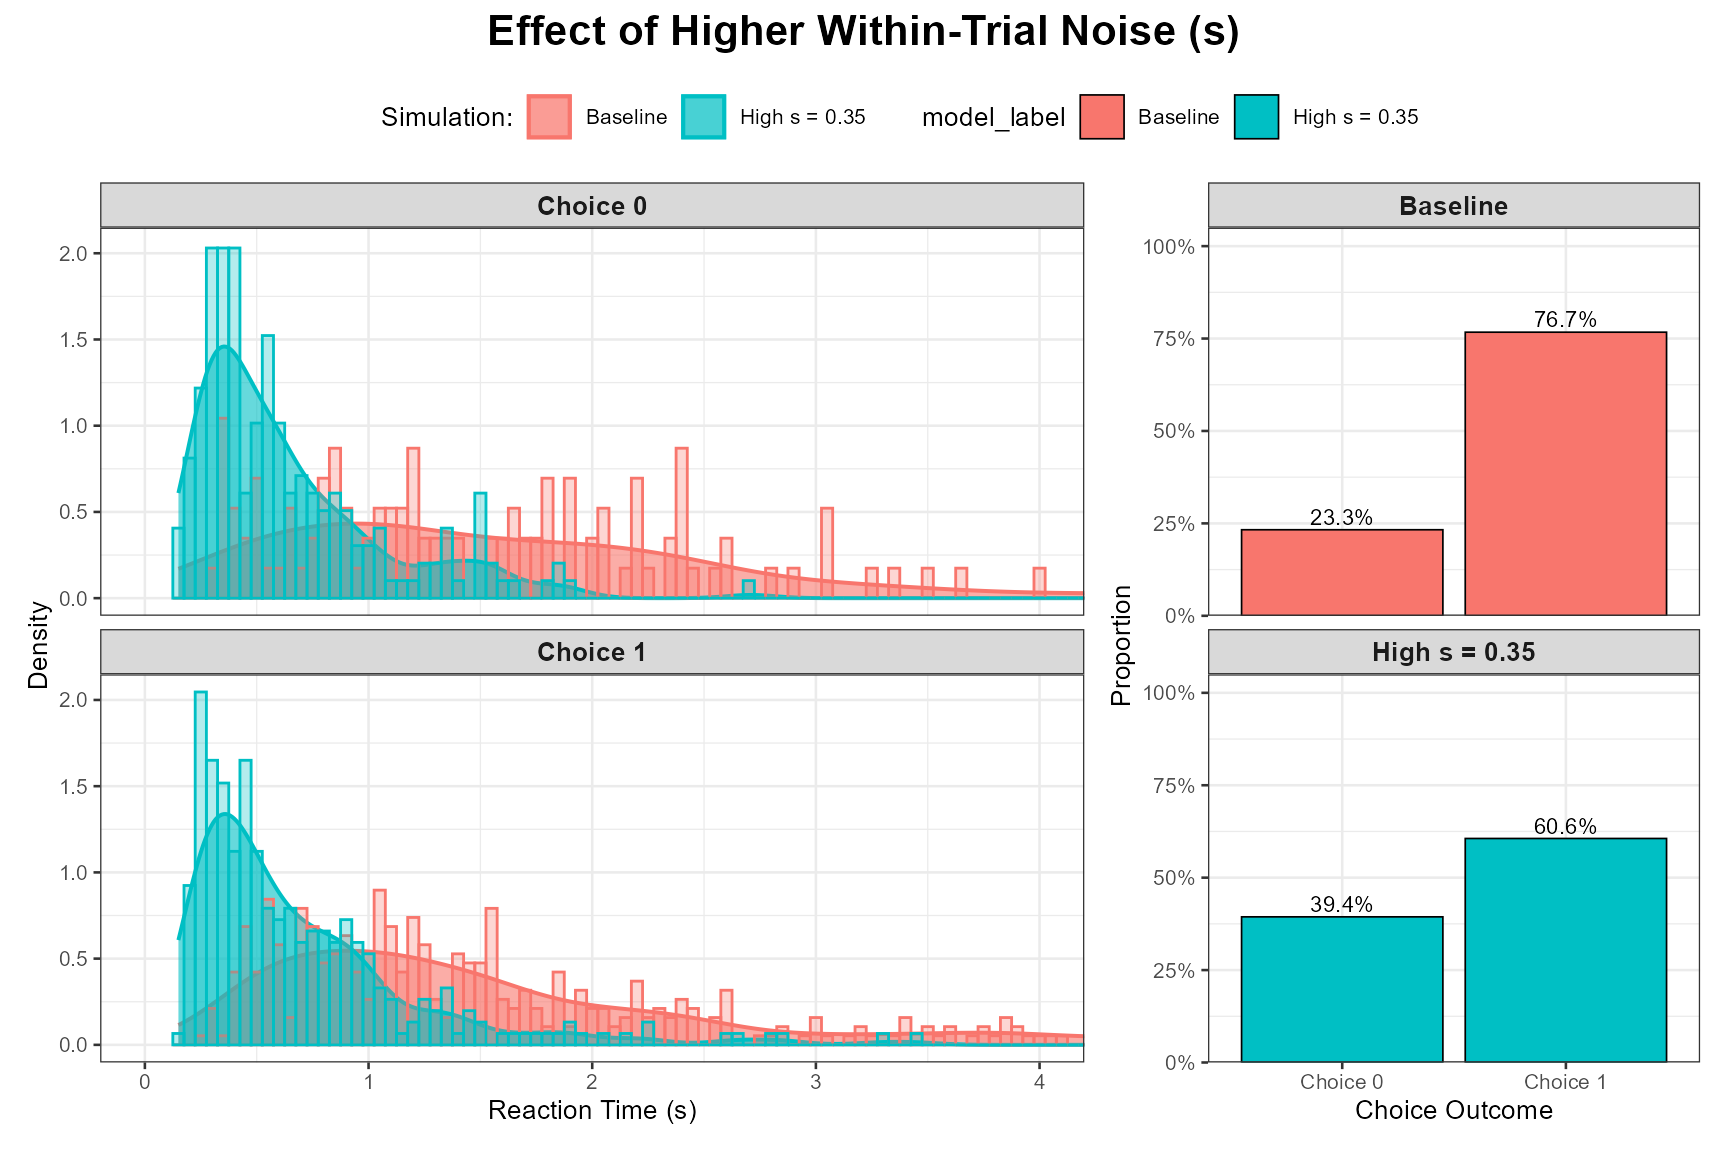 Effect of Higher Within-Trial Noise (s)
Simulation: Baseline High s = 0.35 model_label Baseline High s = 0.35
Choice 0
2.0
1.5
1.0
0.5
0.0
Choice 1
2.0
1.5
1.0
0.5
0.0
Density
0 1 2 3 4
Reaction Time (s)
Baseline
100%
75%
50%
25%
0%
23.3%
76.7%
High s = 0.35
100%
75%
50%
25%
0%
39.4%
60.6%
Proportion
Choice 0 Choice 1
Choice Outcome